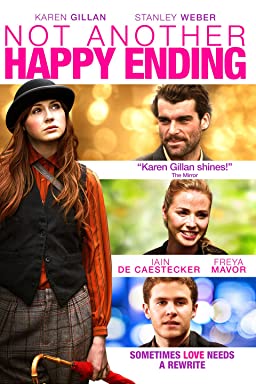 KAREN GILLAN STANLEY WEBER
NOT ANOTHER
HAPPY ENDING
“Karen Gillan shines!”
The Mirror
IAIN DE CAESTECKER
FREYA MAVOR
SOMETIMES LOVE NEEDS
A REWRITE